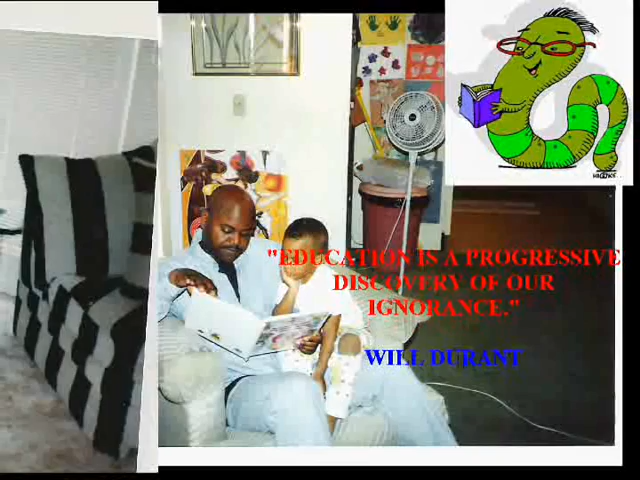 "EDUCATION IS A PROGRESSIVE
DISCOVERY OF OUR
IGNORANCE."
WILL DURANT